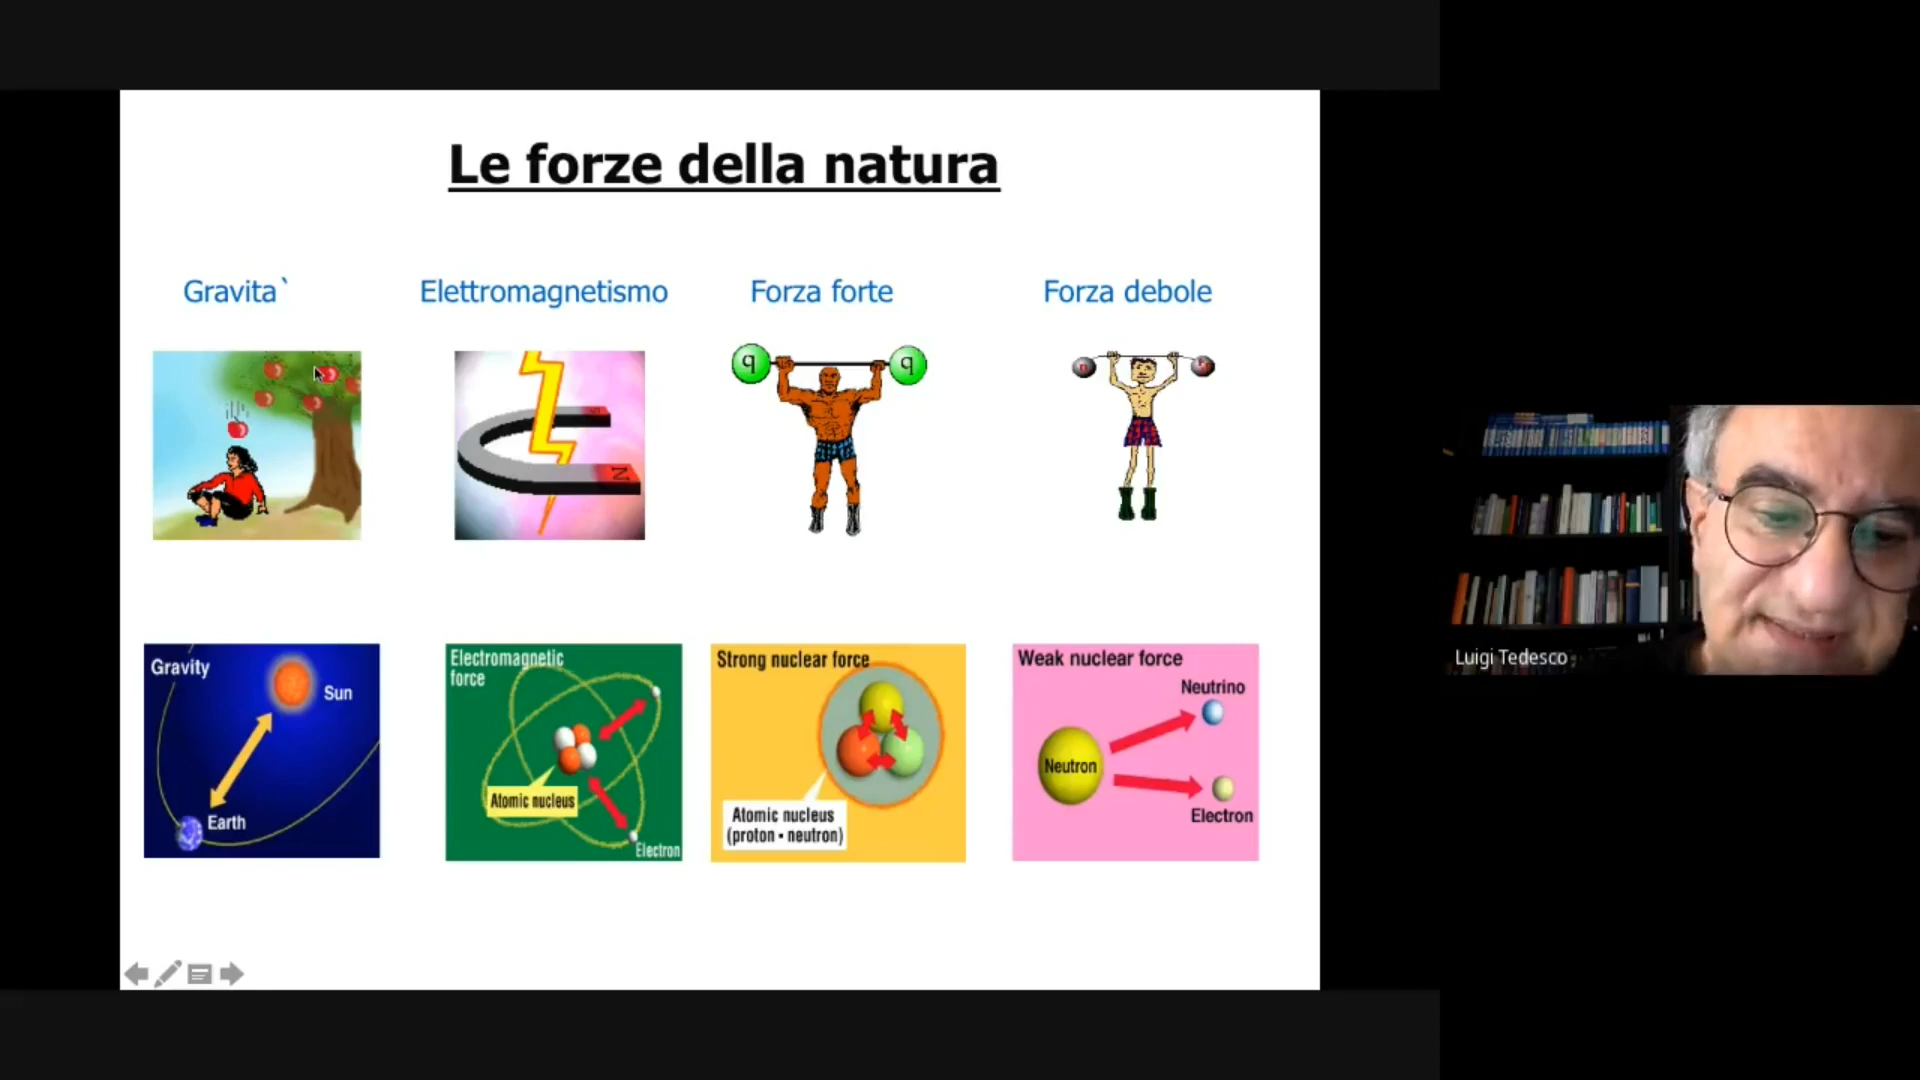 Le forze della natura
Gravita`
Elettromagnetismo
Forza forte
Forza debole
S
N
q
q
n
Gravity
Sun
Earth
Electromagnetic
force
Atomic nucleus
Electron
Strong nuclear force
Atomic nucleus
(proton • neutron)
Weak nuclear force
Neutrino
Neutron
Electron
Luigi Tedesco